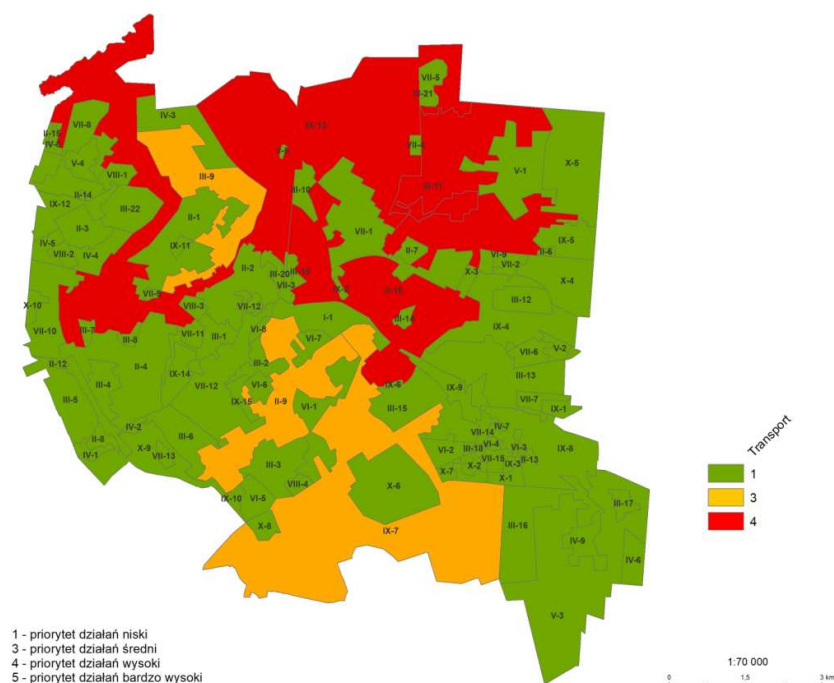 VII-5
III-21
IV-3
VII-8
IX-13
II-15
IV-8
VII-4
II-5
V-4
VIII-1
III-9
V-1
X-5
II-14
II-10
III-11
IX-12
III-22
II-1
II-3
VII-1
IV-5
IX-11
II-7
IX-5
VI-9
II-6
VIII-2
IV-4
II-2
III-20
III-19
VII-2
X-3
X-4
VII-3
VII-9
IX-2
II-16
X-10
VIII-3
VII-12
III-12
I-1
III-14
VII-10
III-7
III-8
VII-11
III-1
VI-8
VI-7
IX-4
VII-6
V-2
II-12
II-4
IX-14
III-2
III-13
III-5
III-4
VII-12
VI-6
IX-6
IX-9
IX-15
II-9
VI-1
III-15
VII-7
IX-1
IV-2
III-6
IV-7
VII-14
II-8
IV-1
X-9
VII-13
VI-2
III-18
VI-4
VI-3
IX-8
III-3
VII-15
II-13
X-7
X-2
IX-3
X-1
VIII-4
X-6
IX-10
VI-5
III-17
X-8
IX-7
III-16
IV-9
IV-6
V-3
Transport
1
3
4
1 - priorytet działań niski
3 - priorytet działań średni
4 - priorytet działań wysoki
5 - priorytet działań bardzo wysoki
1:70 000
0 1,5 3 km